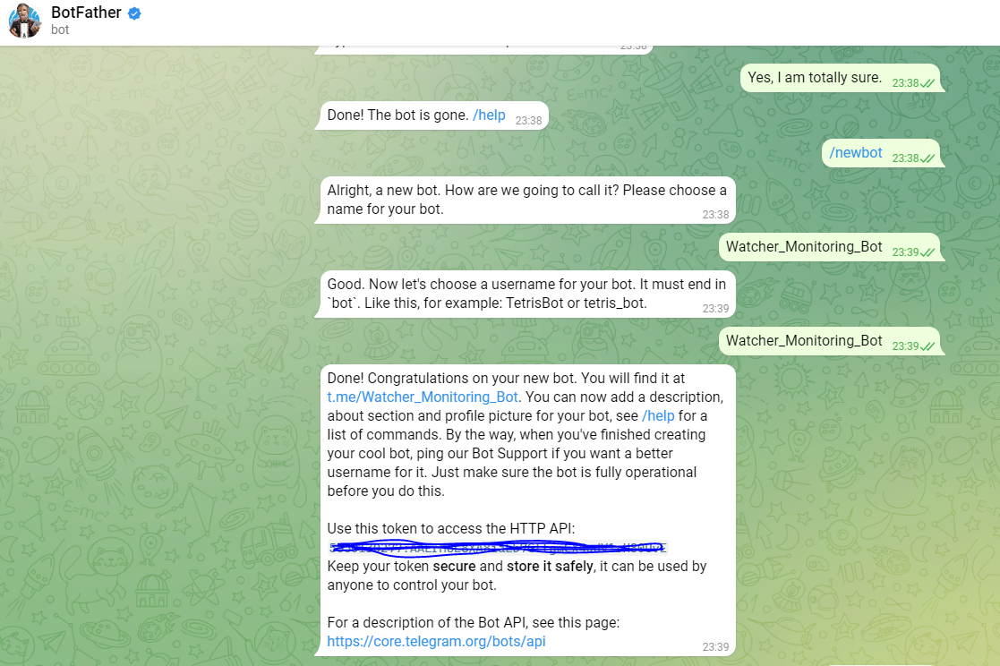 BotFather
bot
23:38
Yes, I am totally sure. 23:38
Done! The bot is gone. /help 23:38
/newbot 23:38
Alright, a new bot. How are we going to call it? Please choose a
name for your bot. 23:38
Watcher_Monitoring_Bot 23:39
Good. Now let's choose a username for your bot. It must end in
`bot`. Like this, for example: TetrisBot or tetris_bot. 23:39
Watcher_Monitoring_Bot 23:39
Done! Congratulations on your new bot. You will find it at
t.me/Watcher_Monitoring_Bot. You can now add a description,
about section and profile picture for your bot, see /help for a
list of commands. By the way, when you've finished creating
your cool bot, ping our Bot Support if you want a better
username for it. Just make sure the bot is fully operational
before you do this.
Use this token to access the HTTP API:
Keep your token secure and store it safely, it can be used by
anyone to control your bot.
For a description of the Bot API, see this page:
https://core.telegram.org/bots/api 23:39